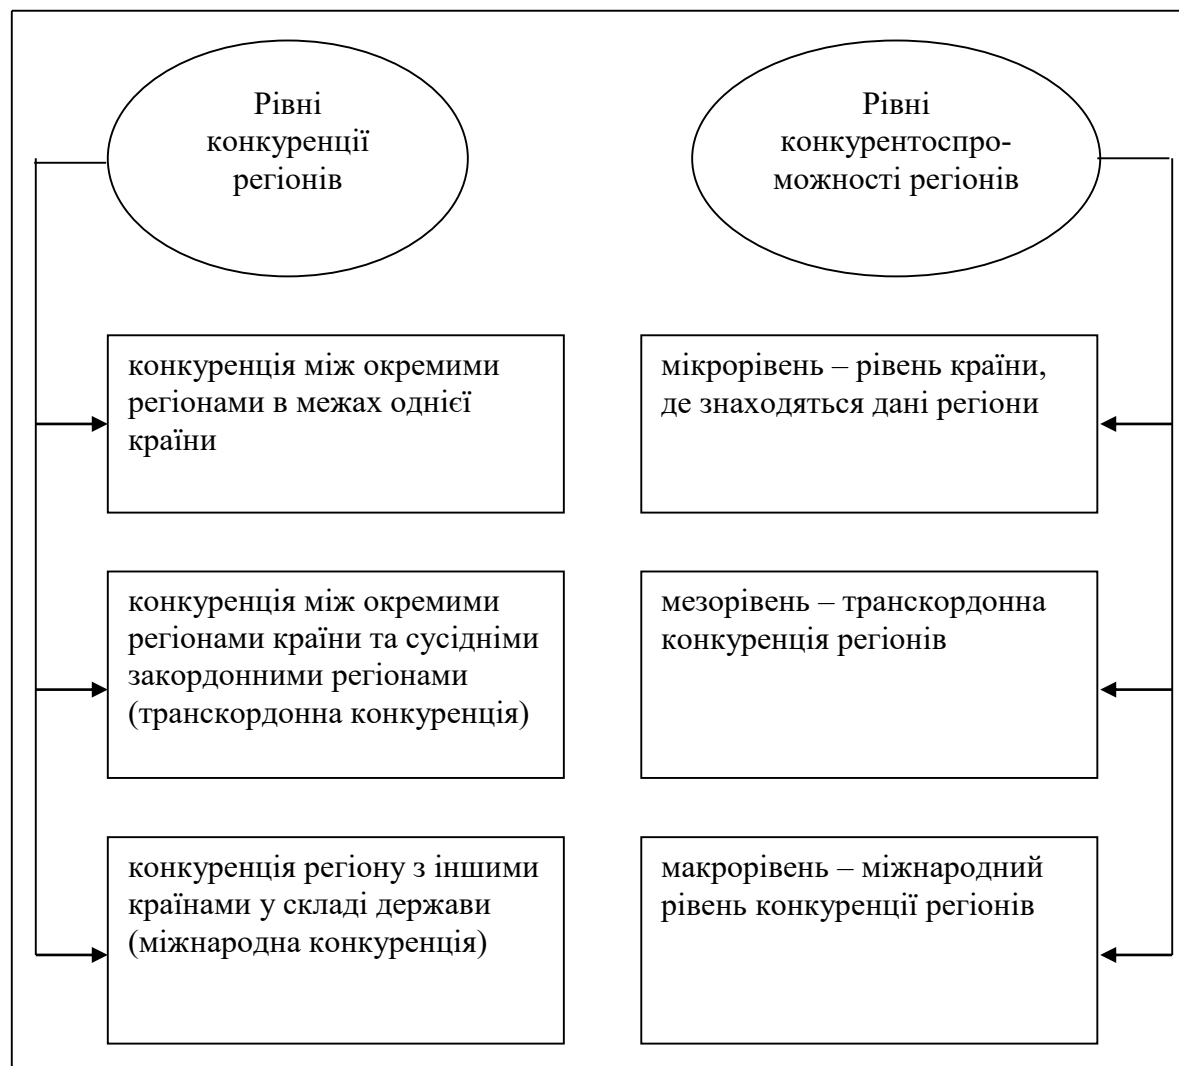 Рівні
конкуренції
регіонів
Рівні
конкурентоспро-
можності регіонів
конкуренція між окремими
регіонами в межах однієї
країни
мікрорівень – рівень країни,
де знаходяться дані регіони
конкуренція між окремими
регіонами країни та сусідніми
закордонними регіонами
(транскордонна конкуренція)
мезорівень – транскордонна
конкуренція регіонів
конкуренція регіону з іншими
країнами у складі держави
(міжнародна конкуренція)
макрорівень – міжнародний
рівень конкуренції регіонів